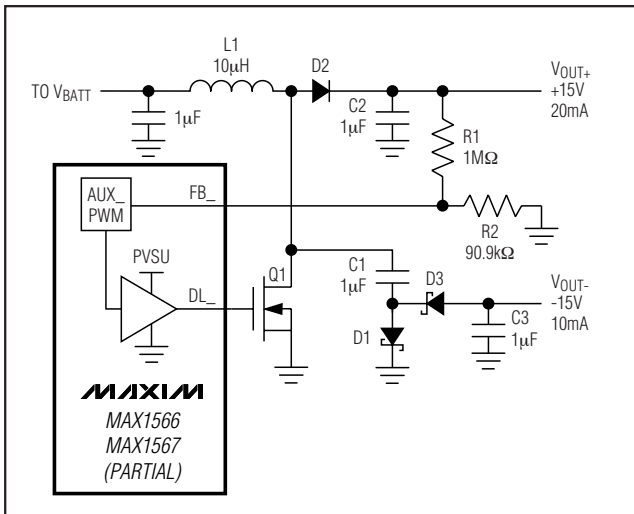 L1
10μH
D2
TO VBATT
1μF
C2
1μF
VOUT+
+15V
20mA
R1
1MΩ
AUX_
PWM
FB_
R2
90.9kΩ
PVSU
DL_
Q1
C1
1μF
D3
D1
C3
1μF
VOUT-
-15V
10mA
MAXIM
MAX1566
MAX1567
(PARTIAL)